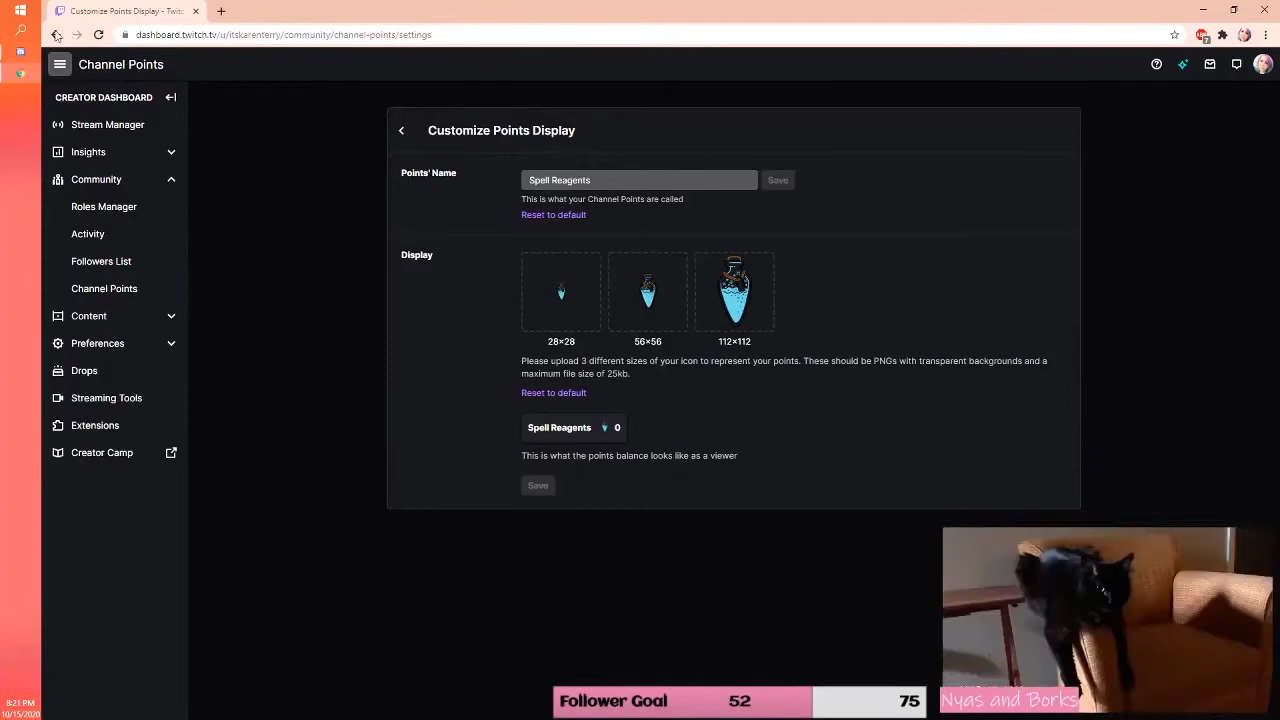 Customize Points Display - Twitc
dashboard.twitch.tv/u/itskarenterry/community/channel-points/settings
7
Channel Points
CREATOR DASHBOARD
Stream Manager
Insights
Community
Roles Manager
Activity
Followers List
Channel Points
Content
Preferences
Drops
Streaming Tools
Extensions
Creator Camp
Customize Points Display
Points' Name
Spell Reagents
Save
This is what your Channel Points are called
Reset to default
Display
28×28
56×56
112×112
Please upload 3 different sizes of your icon to represent your points. These should be PNGs with transparent backgrounds and a
maximum file size of 25kb.
Reset to default
Spell Reagents 0
This is what the points balance looks like as a viewer
Save
Follower Goal 52 75
Nyas and Borks
8:21 PM
10/15/2020